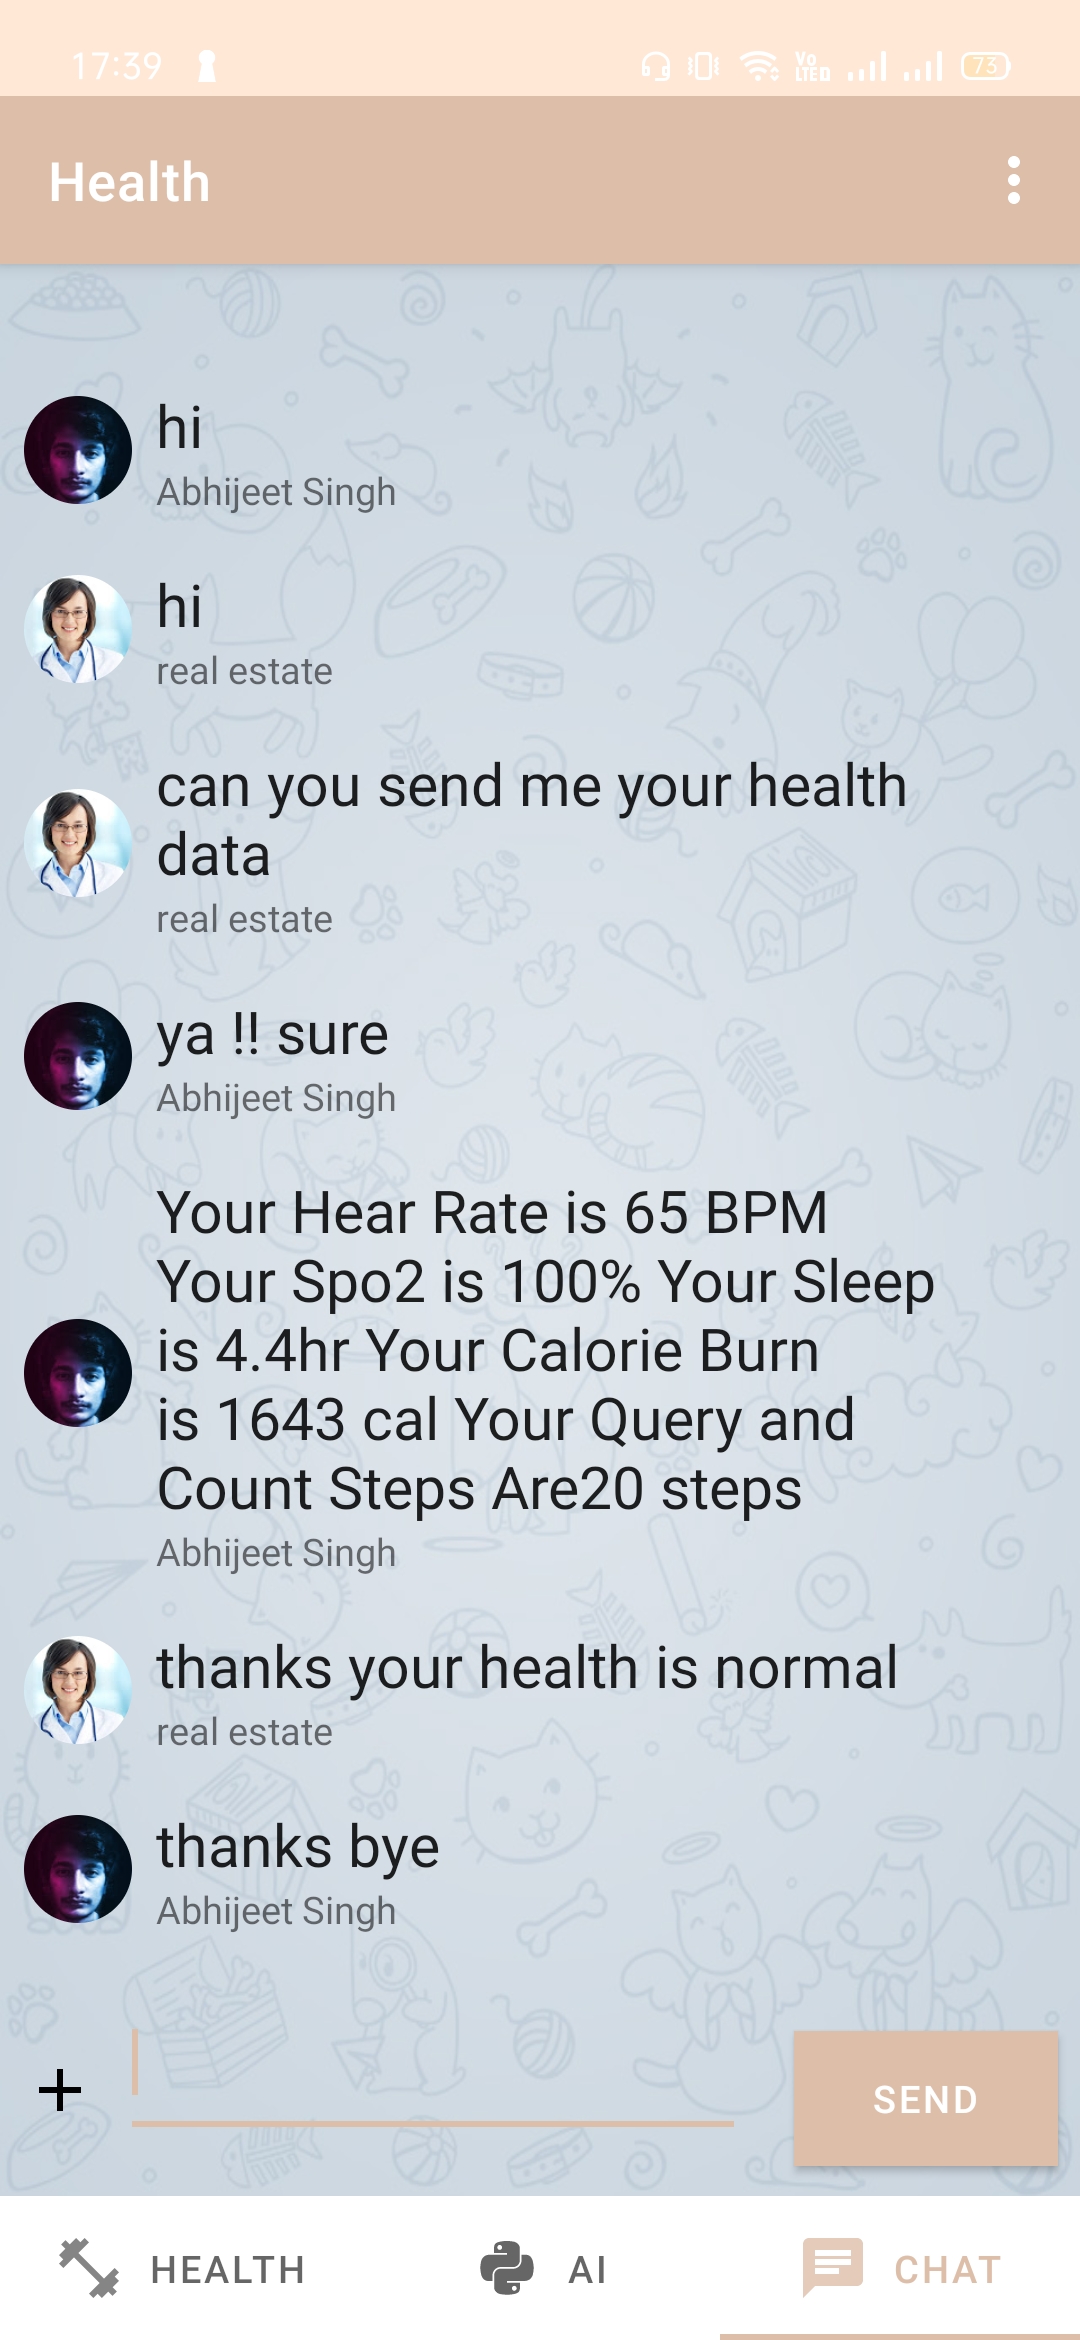 17:39
Vo
LTED
73
Health
hi
Abhijeet Singh
hi
real estate
can you send me your health
data
real estate
ya !! sure
Abhijeet Singh
Your Hear Rate is 65 BPM
Your Spo2 is 100% Your Sleep
is 4.4hr Your Calorie Burn
is 1643 cal Your Query and
Count Steps Are20 steps
Abhijeet Singh
thanks your health is normal
real estate
thanks bye
Abhijeet Singh
SEND
HEALTH
AI
CHAT